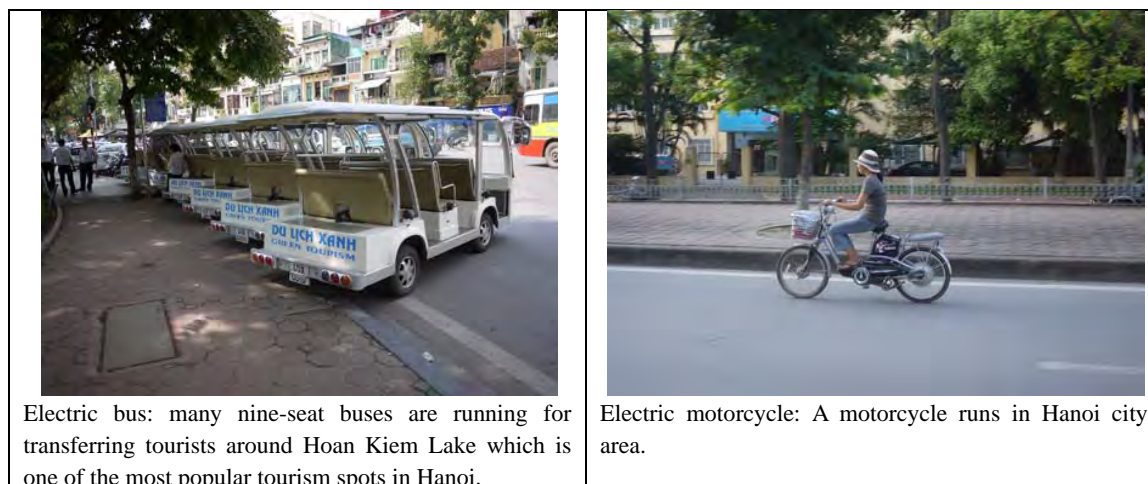 DU LỊCH XANH
GREEN TOURISM
DU LỊCH XANH
DU LỊCH XANH
Electric bus: many nine-seat buses are running for
transferring tourists around Hoan Kiem Lake which is
one of the most popular tourism spots in Hanoi.
Electric motorcycle: A motorcycle runs in Hanoi city
area.